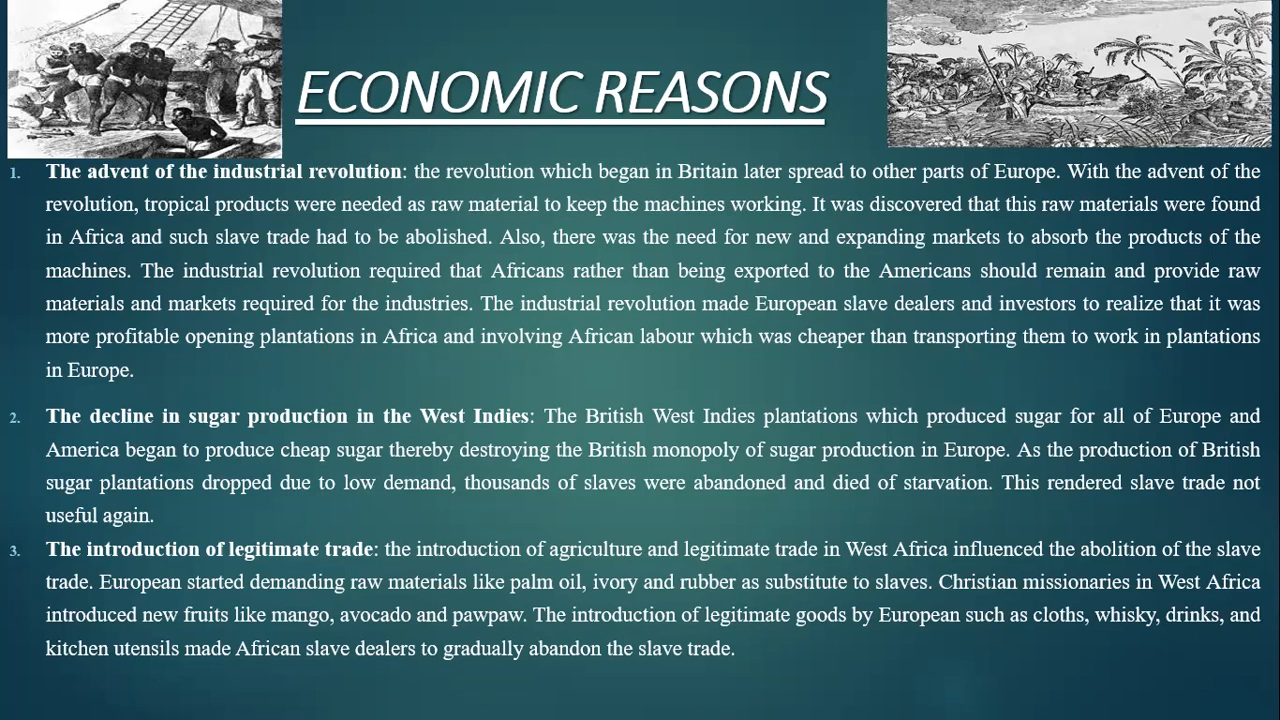 ECONOMIC REASONS
1. The advent of the industrial revolution: the revolution which began in Britain later spread to other parts of Europe. With the advent of the
revolution, tropical products were needed as raw material to keep the machines working. It was discovered that this raw materials were found
in Africa and such slave trade had to be abolished. Also, there was the need for new and expanding markets to absorb the products of the
machines. The industrial revolution required that Africans rather than being exported to the Americans should remain and provide raw
materials and markets required for the industries. The industrial revolution made European slave dealers and investors to realize that it was
more profitable opening plantations in Africa and involving African labour which was cheaper than transporting them to work in plantations
in Europe.
2. The decline in sugar production in the West Indies: The British West Indies plantations which produced sugar for all of Europe and
America began to produce cheap sugar thereby destroying the British monopoly of sugar production in Europe. As the production of British
sugar plantations dropped due to low demand, thousands of slaves were abandoned and died of starvation. This rendered slave trade not
useful again.
3. The introduction of legitimate trade: the introduction of agriculture and legitimate trade in West Africa influenced the abolition of the slave
trade. European started demanding raw materials like palm oil, ivory and rubber as substitute to slaves. Christian missionaries in West Africa
introduced new fruits like mango, avocado and pawpaw. The introduction of legitimate goods by European such as cloths, whisky, drinks, and
kitchen utensils made African slave dealers to gradually abandon the slave trade.